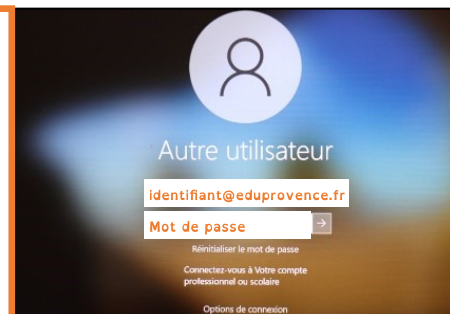 Autre utilisateur
identifiant@eduprovence.fr
Mot de passe
Réinitialiser le mot de passe
Connectez-vous à Votre compte
professionnel ou scolaire
Options de connexion